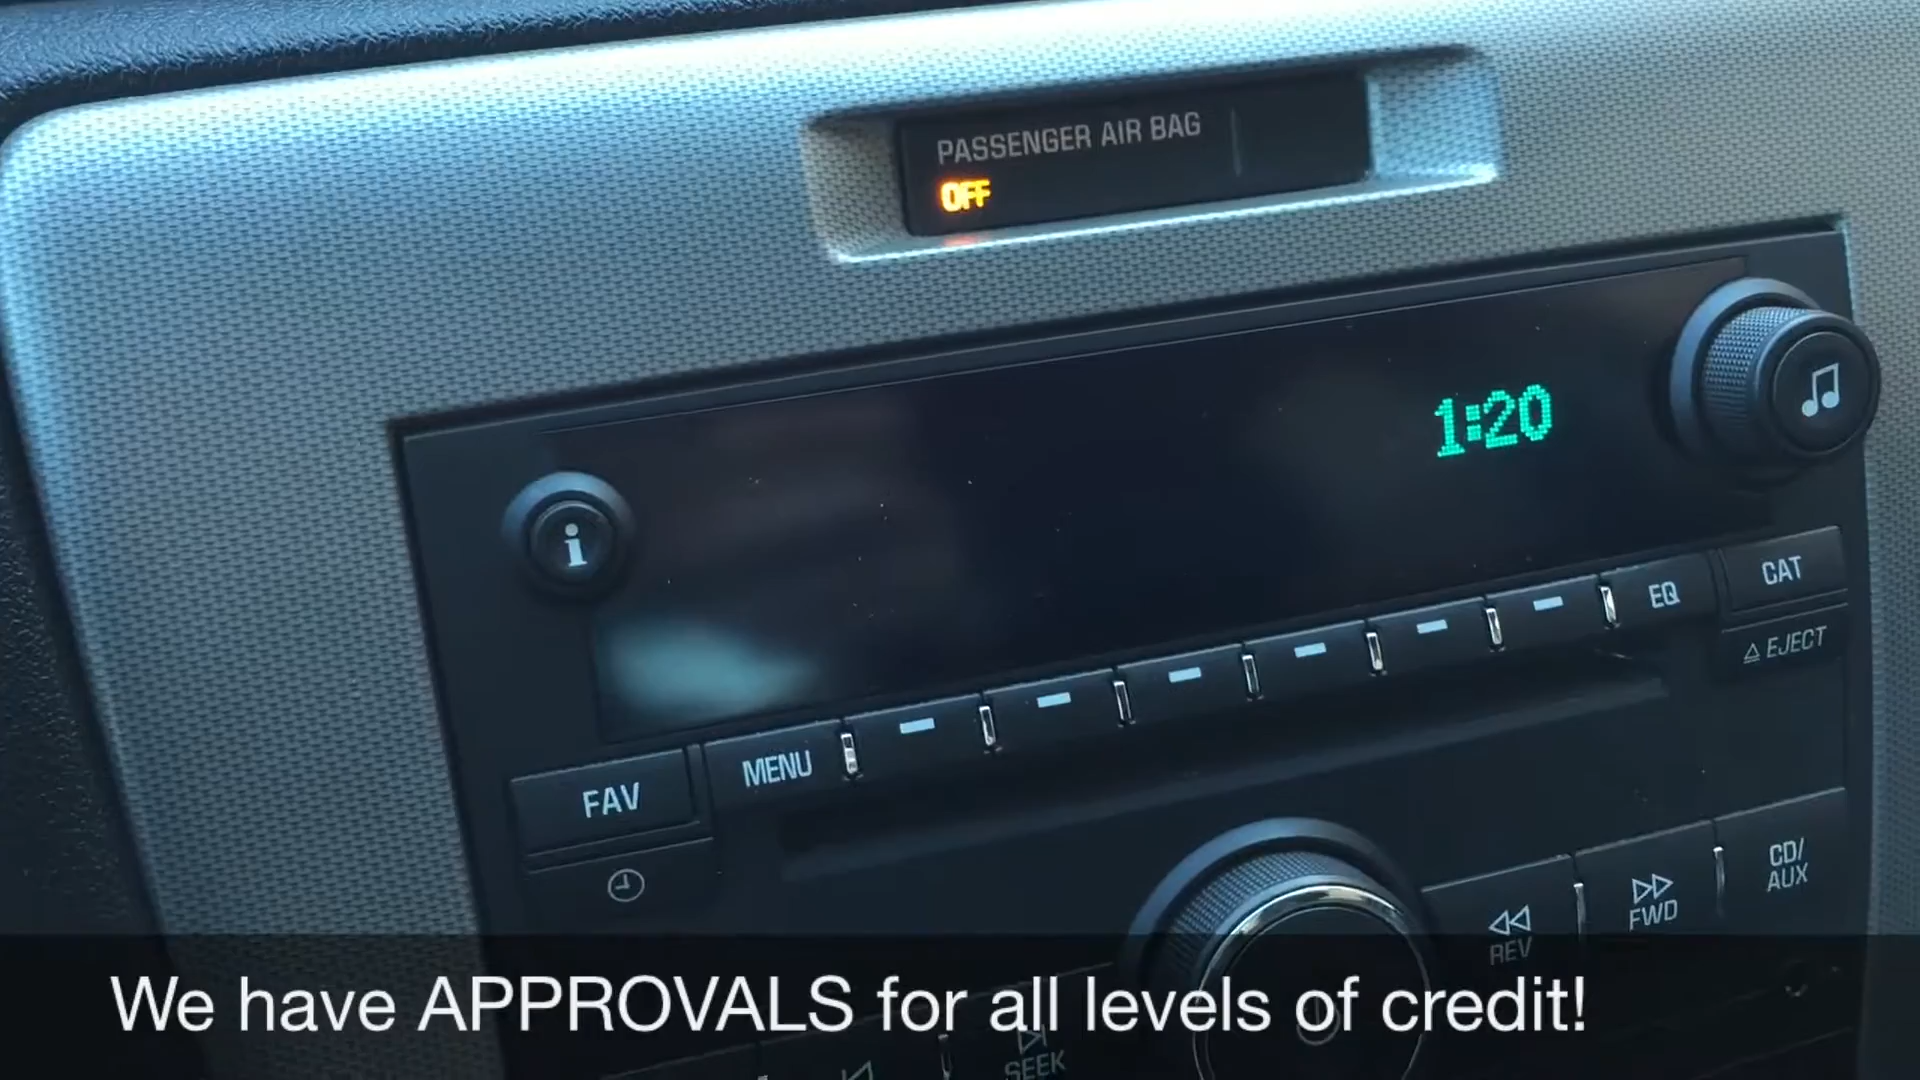 PASSENGER AIR BAG
OFF
1:20
i
CAT
EQ
EJECT
MENU
FAV
CD/
AUX
FWD
REV
SEEK
We have APPROVALS for all levels of credit!